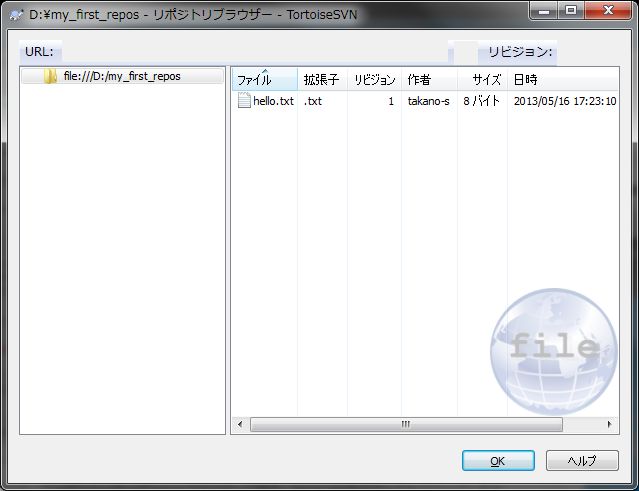 D:¥my_first_repos - リポジトリブラウザー - TortoiseSVN
URL: リビジョン:
file:///D:/my_first_repos
ファイル 拡張子 リビジョン 作者 サイズ 日時
hello.txt .txt 1 takano-s 8 バイト 2013/05/16 17:23:10
file
OK ヘルプ